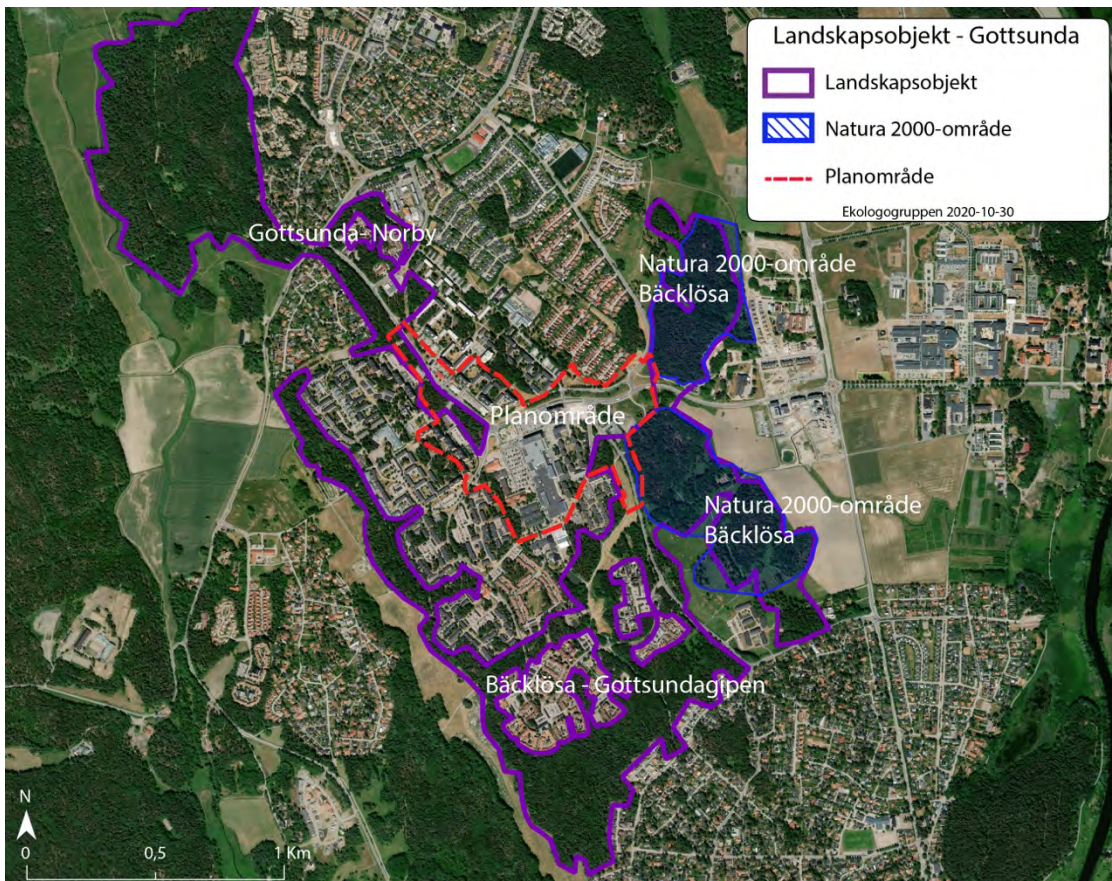 Landskapsobjekt - Gottsunda
Landskapsobjekt
Natura 2000-område
Planområde
Ekologogruppen 2020-10-30
Gottsunda- Norby
Natura 2000-område
Bäcklösa
Planområde
Natura 2000-område
Bäcklösa
Bäcklösa - Gottsundagipen
N
0 0,5 1 Km